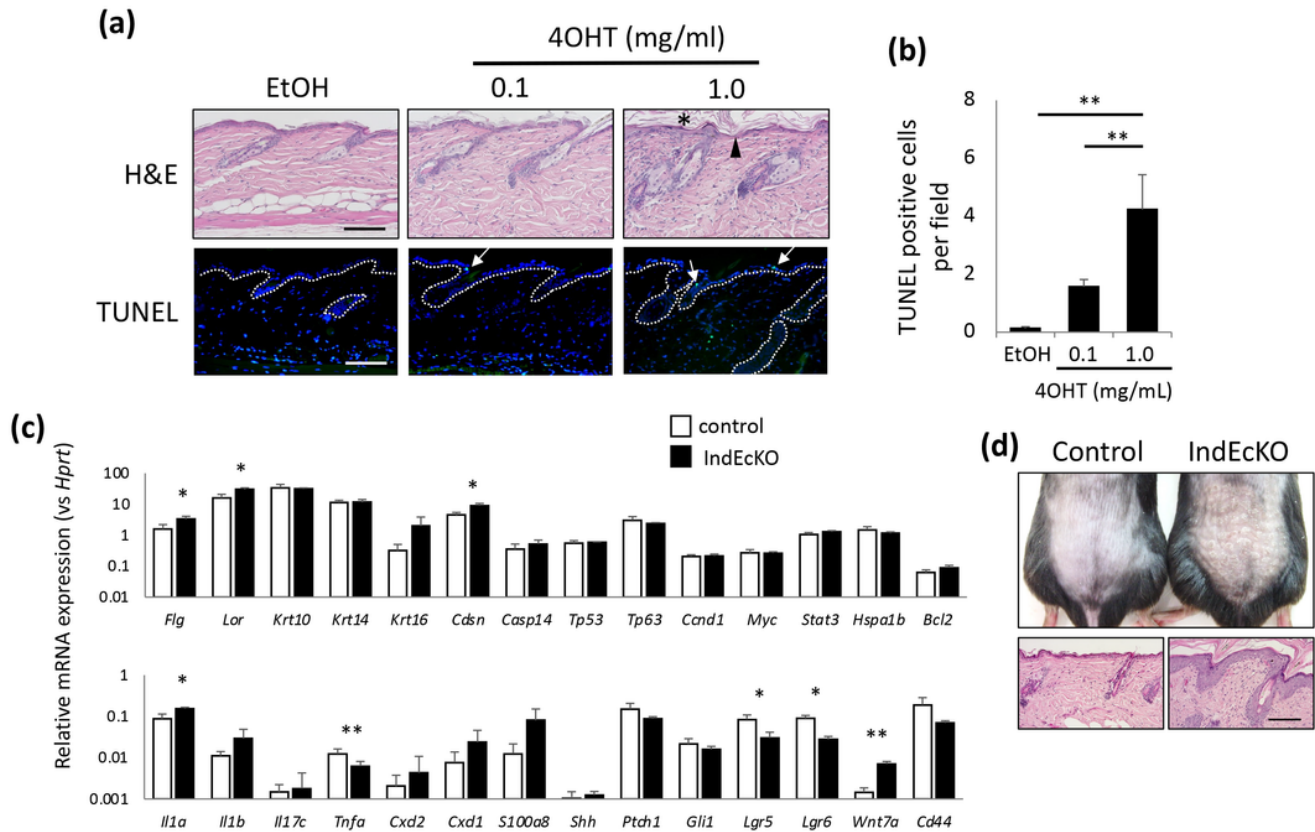 (a)
4OHT (mg/ml)
EtOH 0.1 1.0
H&E
*
TUNEL
(b)
TUNEL positive cells
per field
8
6
4
2
0
**
**
EtOH 0.1 1.0
4OHT (mg/mL)
(c)
control
IndEcKO
Relative mRNA expression (vs Hprt)
100
10
1
0.1
0.01
* * *
Flg Lor Krt10 Krt14 Krt16 Cdsn Casp14 Tp53 Tp63 Ccnd1 Myc Stat3 Hspa1b Bcl2
1
0.1
0.01
0.001
* ** * * **
Il1a Il1b Il17c Tnfa Cxd2 Cxd1 S100a8 Shh Ptch1 Gli1 Lgr5 Lgr6 Wnt7a Cd44
(d)
Control IndEcKO